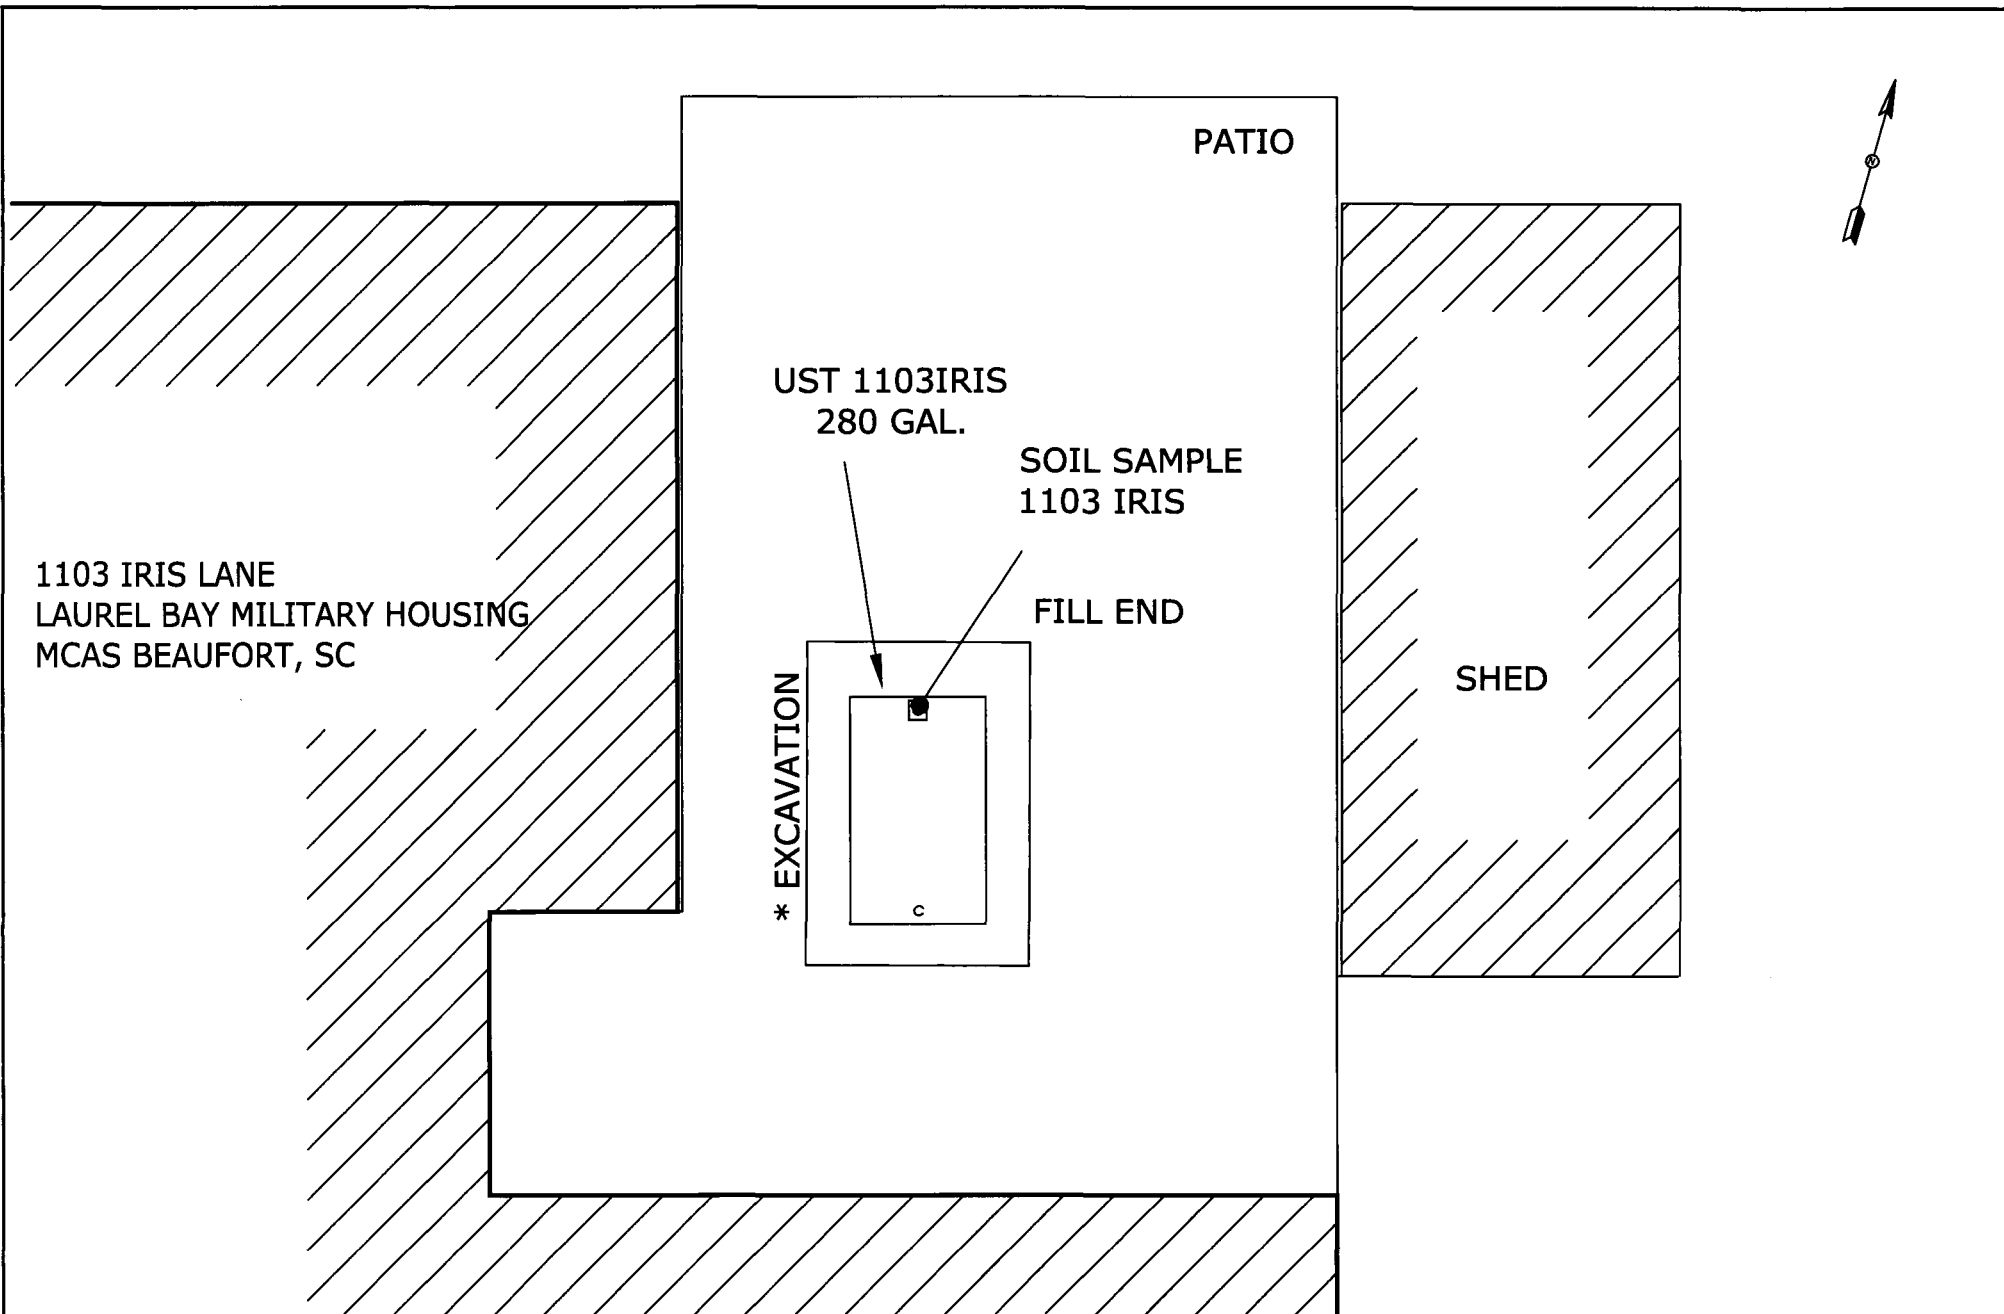 PATIO
N
UST 1103IRIS
280 GAL.
SOIL SAMPLE
1103 IRIS
FILL END
1103 IRIS LANE
LAUREL BAY MILITARY HOUSING
MCAS BEAUFORT, SC
* EXCAVATION
SHED
C